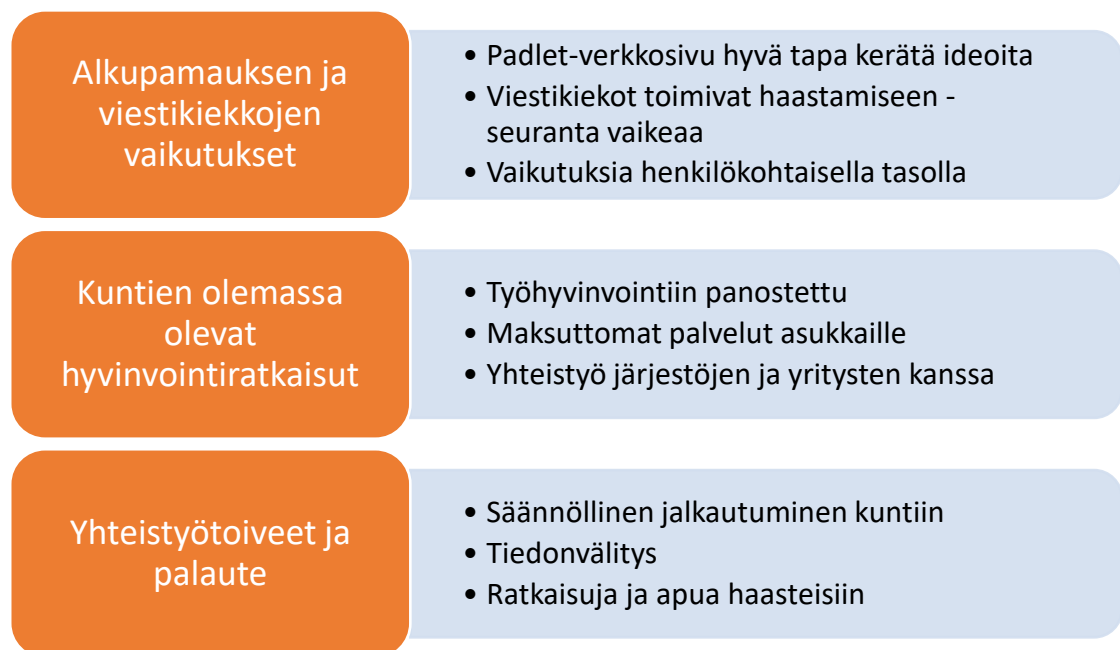 Alkupamauksen ja
viestikiekkojen
vaikutukset
• Padlet-verkkosivu hyvä tapa kerätä ideoita
• Viestikiekot toimivat haastamiseen -
seuranta vaikeaa
• Vaikutuksia henkilökohtaisella tasolla
Kuntien olemassa
olevat
hyvinvointiratkaisut
• Työhyvinvointiin panostettu
• Maksuttomat palvelut asukkaille
• Yhteistyö järjestöjen ja yritysten kanssa
Yhteistyötoiveet ja
palaute
• Säännöllinen jalkautuminen kuntiin
• Tiedonvälitys
• Ratkaisuja ja apua haasteisiin